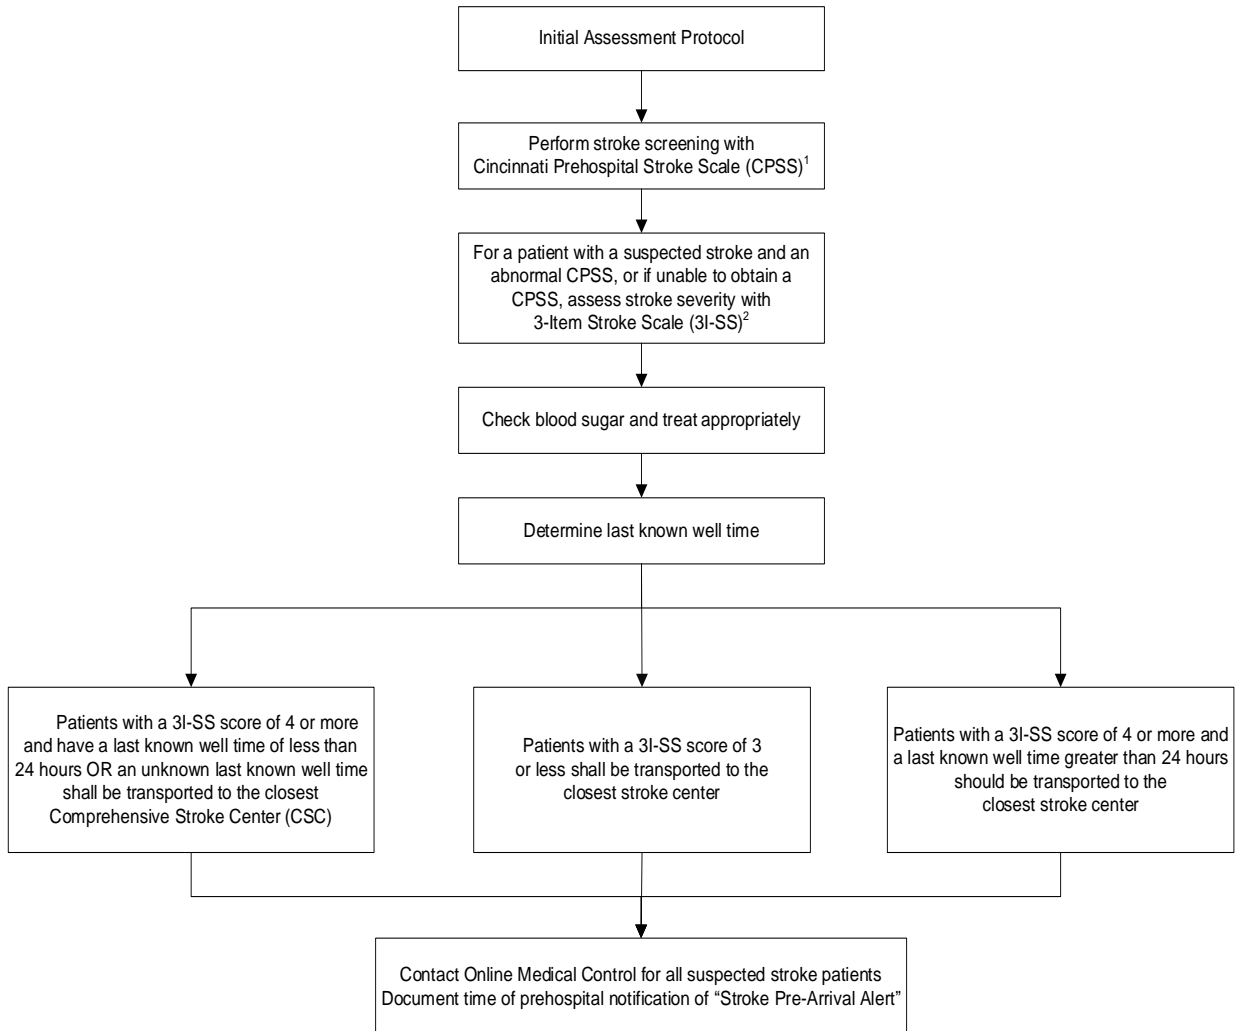 Initial Assessment Protocol
Perform stroke screening with
Cincinnati Prehospital Stroke Scale (CPSS)1
For a patient with a suspected stroke and an
abnormal CPSS, or if unable to obtain a
CPSS, assess stroke severity with
3-Item Stroke Scale (3I-SS)2
Check blood sugar and treat appropriately
Determine last known well time
Patients with a 3I-SS score of 4 or more
and have a last known well time of less than
24 hours OR an unknown last known well time
shall be transported to the closest
Comprehensive Stroke Center (CSC)
Patients with a 3I-SS score of 3
or less shall be transported to the
closest stroke center
Patients with a 3I-SS score of 4 or more and
a last known well time greater than 24 hours
should be transported to the
closest stroke center
Contact Online Medical Control for all suspected stroke patients
Document time of prehospital notification of “Stroke Pre-Arrival Alert”